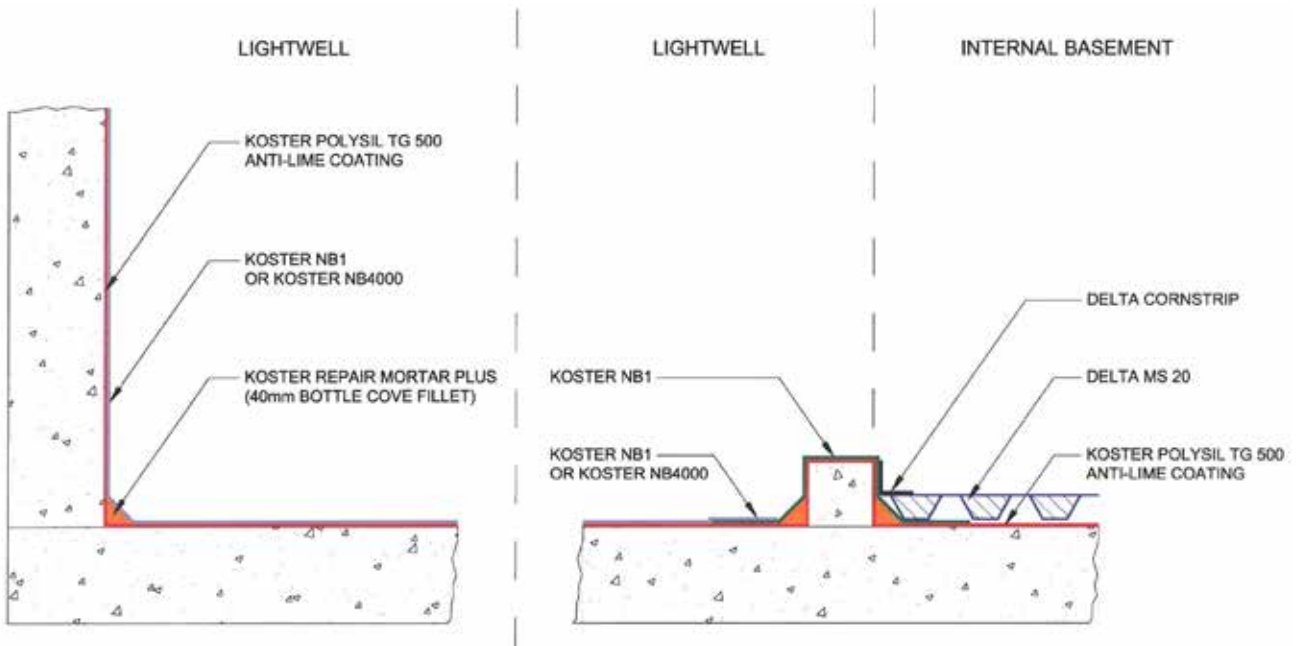 LIGHTWELL
KOSTER POLYSIL TG 500
ANTI-LIME COATING
KOSTER NB1
OR KOSTER NB4000
KOSTER REPAIR MORTAR PLUS
(40mm BOTTLE COVE FILLET)
LIGHTWELL
INTERNAL BASEMENT
KOSTER NB1
KOSTER NB1
OR KOSTER NB4000
DELTA CORNSTRIP
DELTA MS 20
KOSTER POLYSIL TG 500
ANTI-LIME COATING